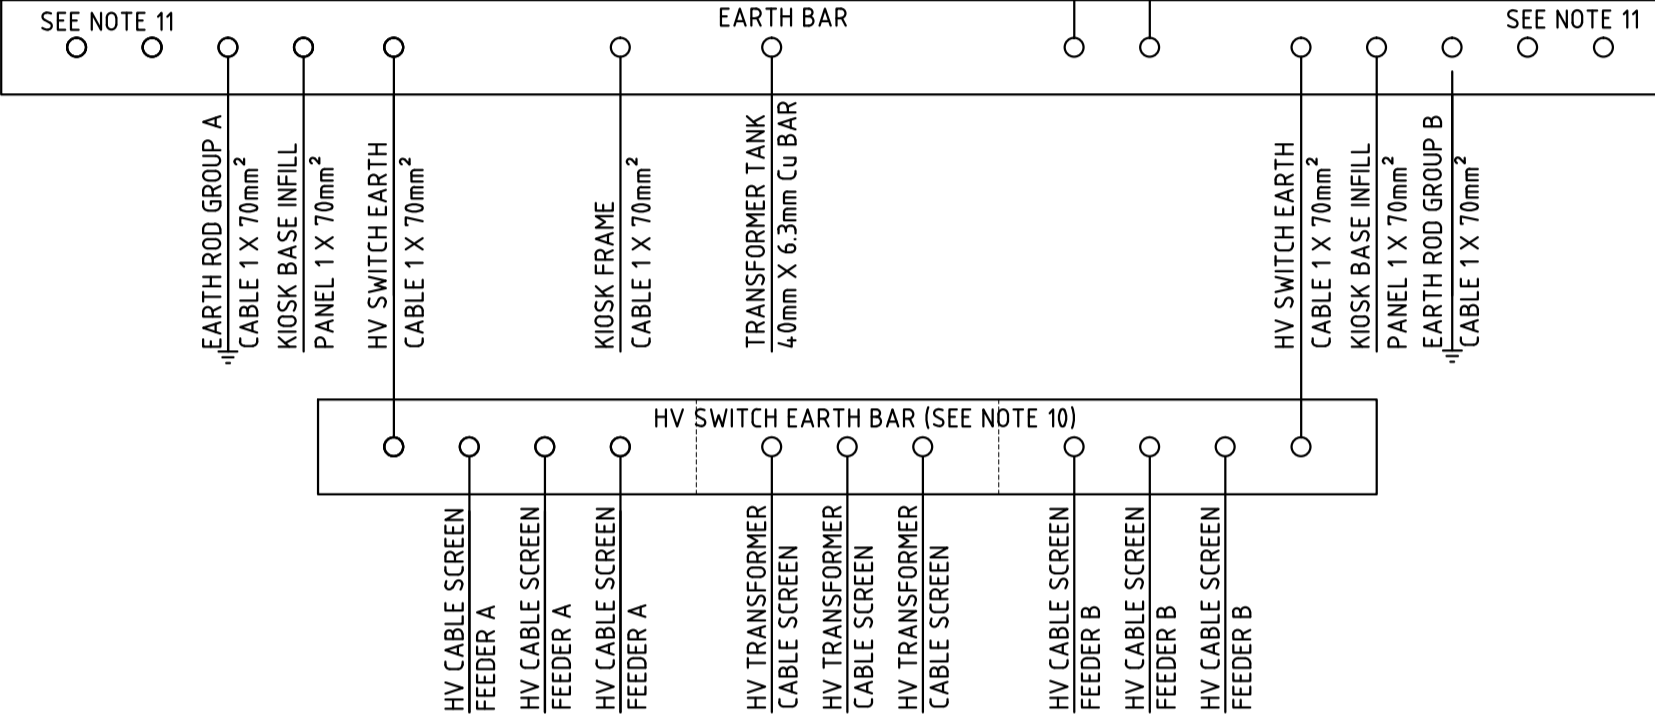 SEE NOTE 11
EARTH BAR
SEE NOTE 11
EARTH ROD GROUP A
CABLE 1 X 70mm²
KIOSK BASE INFILL
PANEL 1 X 70mm²
HV SWITCH EARTH
CABLE 1 X 70mm²
KIOSK FRAME
CABLE 1 X 70mm²
TRANSFORMER TANK
40mm X 6.3mm Cu BAR
HV SWITCH EARTH
CABLE 1 X 70mm²
KIOSK BASE INFILL
PANEL 1 X 70mm²
EARTH ROD GROUP B
CABLE 1 X 70mm²
HV SWITCH EARTH BAR (SEE NOTE 10)
HV CABLE SCREEN
FEEDER A
HV CABLE SCREEN
FEEDER A
HV CABLE SCREEN
FEEDER A
HV TRANSFORMER
CABLE SCREEN
HV TRANSFORMER
CABLE SCREEN
HV TRANSFORMER
CABLE SCREEN
HV CABLE SCREEN
FEEDER B
HV CABLE SCREEN
FEEDER B
HV CABLE SCREEN
FEEDER B